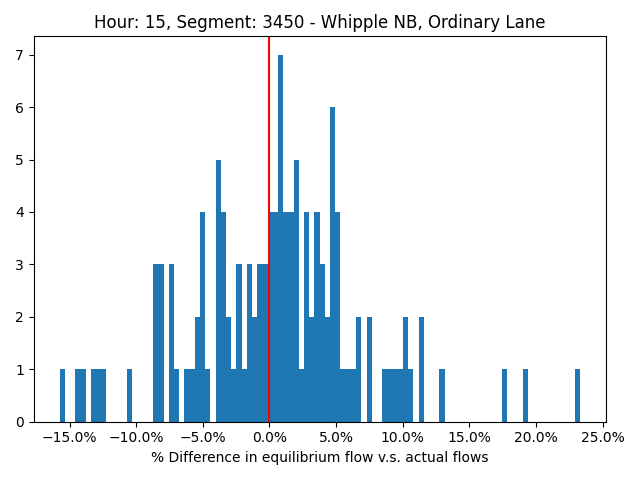 Hour: 15, Segment: 3450 - Whipple NB, Ordinary Lane
7
6
5
4
3
2
1
0
−15.0% −10.0% −5.0% 0.0% 5.0% 10.0% 15.0% 20.0% 25.0%
% Difference in equilibrium flow v.s. actual flows